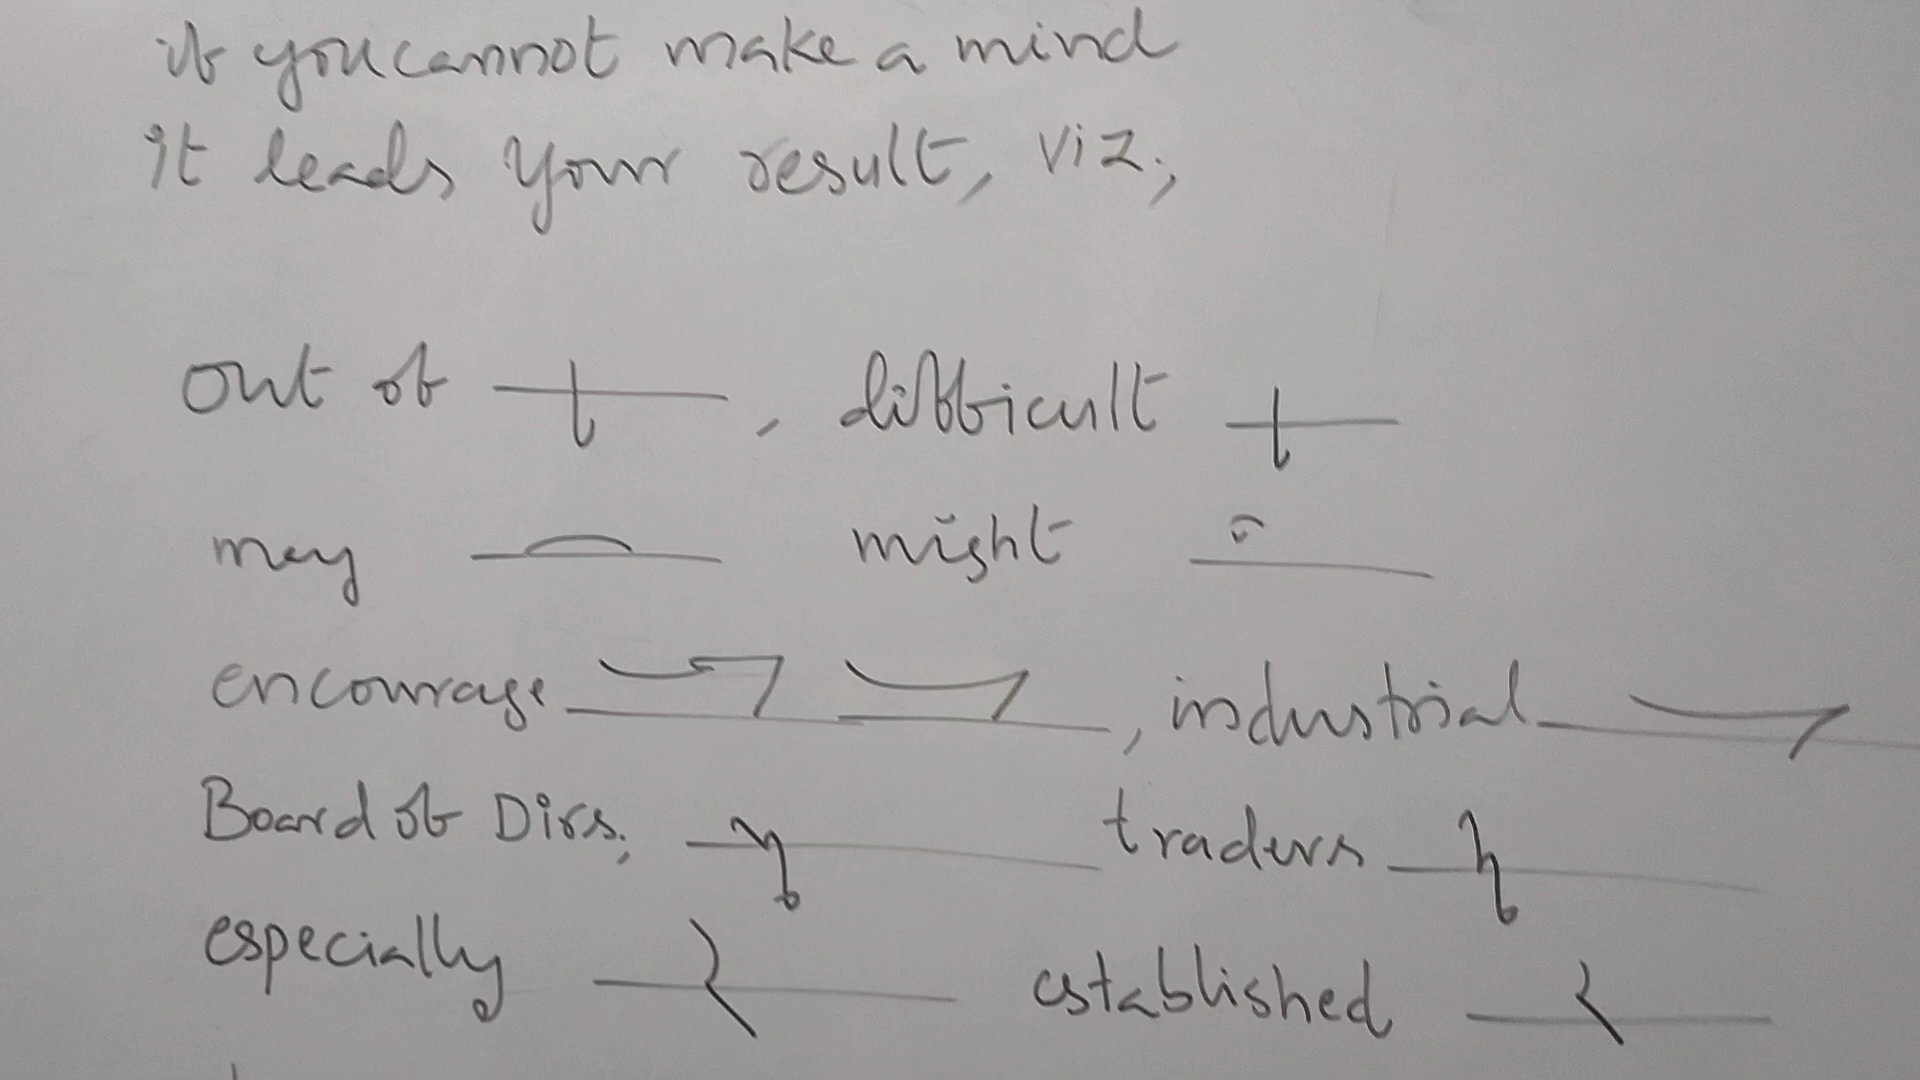 if you cannot make a mind
it leads your result, viz.,
out of , difficult
may might
encourage , industrial
Board of Dirs., traders
especially established